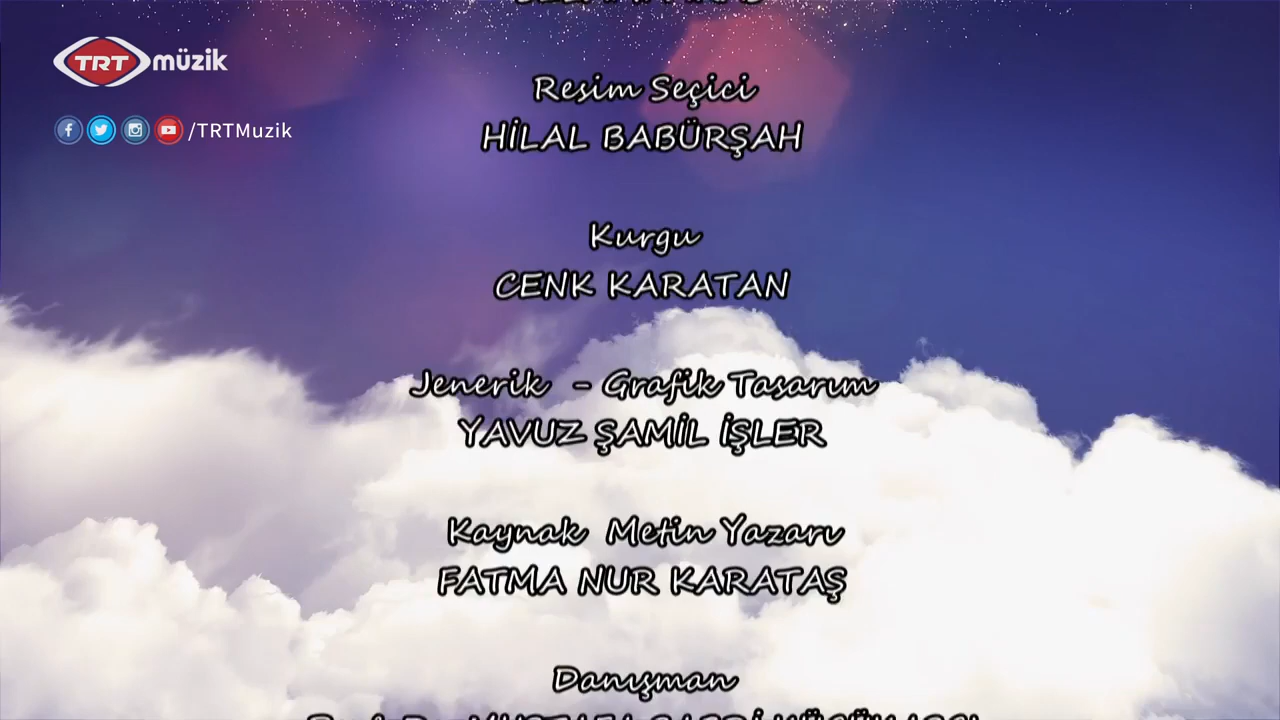 TRT müzik
/TRTMuzik
Resim Seçici
HİLAL BABÜRŞAH
Kurgu
CENK KARATAN
Jenerik - Grafik Tasarım
YAVUZ ŞAMİL İŞLER
Kaynak Metin Yazarı
FATMA NUR KARATAŞ
Danışman